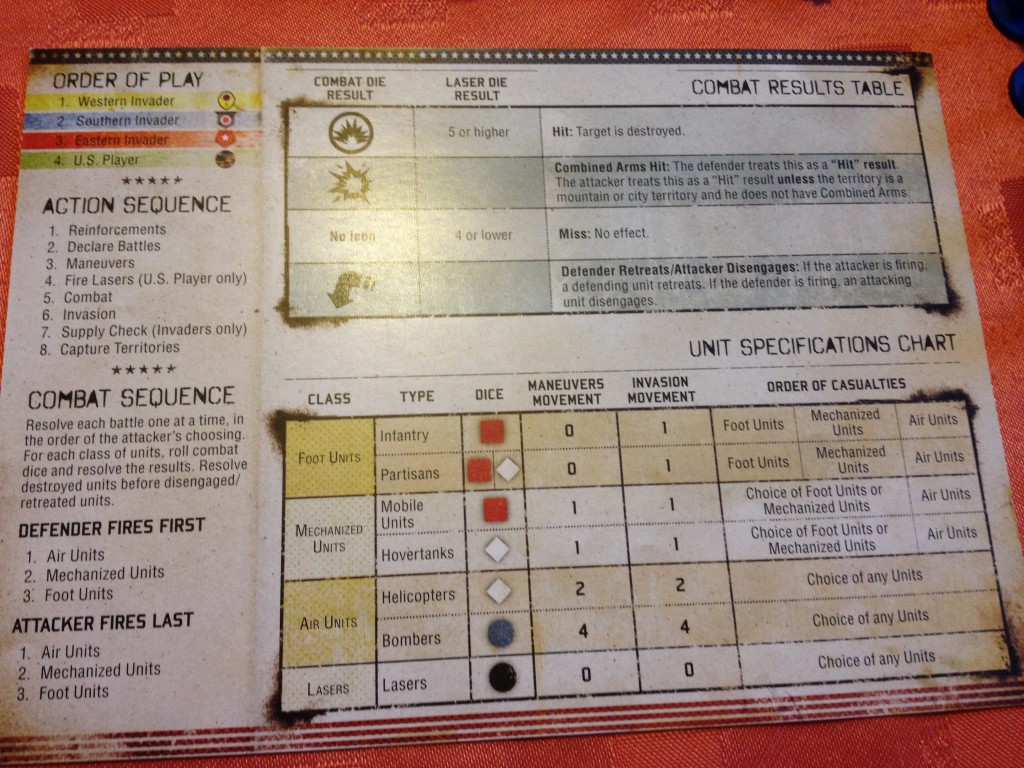 ORDER OF PLAY
1. Western Invader
2. Southern Invader
3. Eastern Invader
4. U.S. Player
ACTION SEQUENCE
1. Reinforcements
2. Declare Battles
3. Maneuvers
4. Fire Lasers (U.S. Player only)
5. Combat
6. Invasion
7. Supply Check (Invaders only)
8. Capture Territories
COMBAT SEQUENCE
Resolve each battle one at a time, in
the order of the attacker's choosing.
For each class of units, roll combat
dice and resolve the results. Resolve
destroyed units before disengaged/
retreated units.
DEFENDER FIRES FIRST
1. Air Units
2. Mechanized Units
3. Foot Units
ATTACKER FIRES LAST
1. Air Units
2. Mechanized Units
3. Foot Units
COMBAT RESULTS TABLE
COMBAT DIE
RESULT
LASER DIE
RESULT
5 or higher
Hit: Target is destroyed.
Combined Arms Hit: The defender treats this as a "Hit" result.
The attacker treats this as a "Hit" result unless the territory is a
mountain or city territory and he does not have Combined Arms.
No icon
4 or lower
Miss: No effect.
Defender Retreats/Attacker Disengages: If the attacker is firing,
a defending unit retreats. If the defender is firing, an attacking
unit disengages.
UNIT SPECIFICATIONS CHART
CLASS
TYPE
DICE
MANEUVERS
MOVEMENT
INVASION
MOVEMENT
ORDER OF CASUALTIES
FOOT UNITS
Infantry
0
1
Foot Units
Mechanized
Units
Air Units
Partisans
0
1
Foot Units
Mechanized
Units
Air Units
MECHANIZED
UNITS
Mobile
Units
1
1
Choice of Foot Units or
Mechanized Units
Air Units
Hovertanks
1
1
Choice of Foot Units or
Mechanized Units
Air Units
AIR UNITS
Helicopters
2
2
Choice of any Units
Bombers
4
4
Choice of any Units
LASERS
Lasers
0
0
Choice of any Units